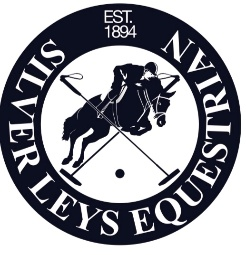 EST.
1894
SILVER LEYS EQUESTRIAN